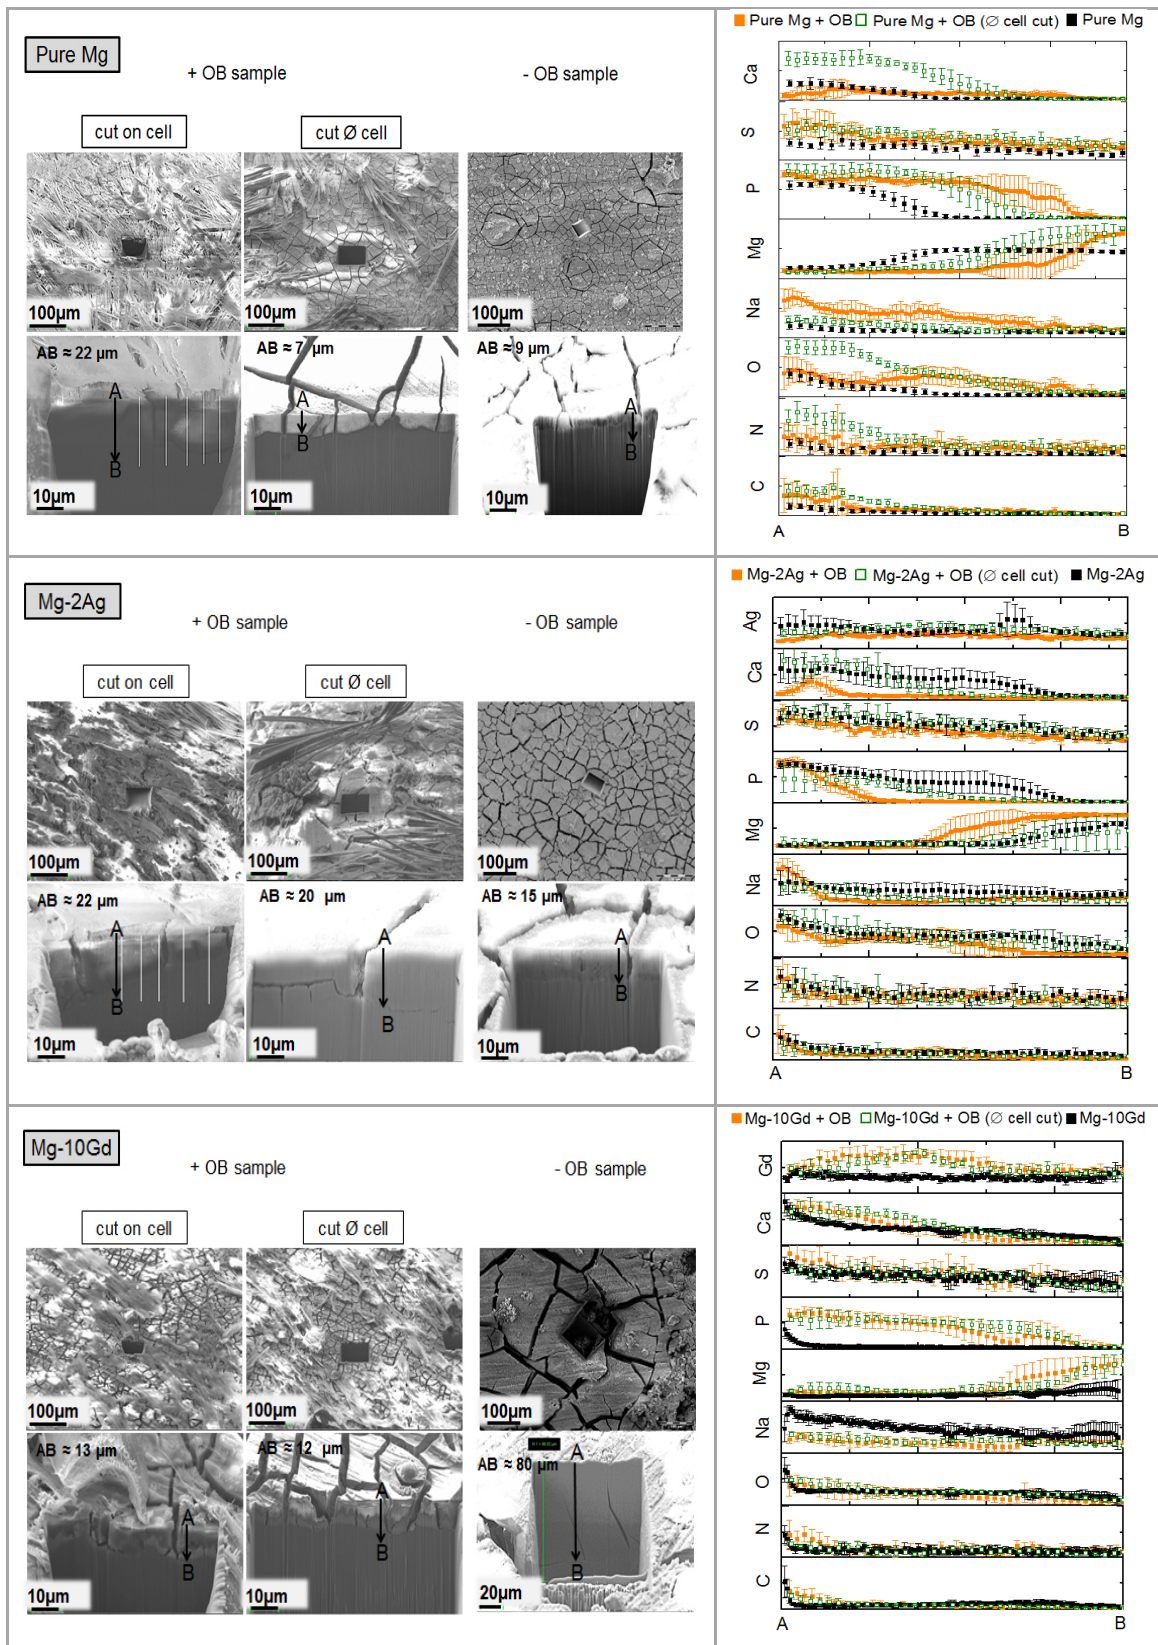 Pure Mg
+ OB sample
- OB sample
cut on cell
cut Ø cell
100µm
100µm
100µm
AB ≈ 22 µm
AB ≈ 7 µm
AB ≈ 9 µm
A
B
A
B
A
B
10µm
10µm
10µm
Pure Mg + OB
Pure Mg + OB (∅ cell cut)
Pure Mg
Ca
S
P
Mg
Na
O
N
C
A
B
Mg-2Ag
+ OB sample
- OB sample
cut on cell
cut Ø cell
100µm
100µm
100µm
AB ≈ 22 µm
AB ≈ 20 µm
AB ≈ 15 µm
A
B
A
B
A
B
10µm
10µm
10µm
Mg-2Ag + OB
Mg-2Ag + OB (∅ cell cut)
Mg-2Ag
Ag
Ca
S
P
Mg
Na
O
N
C
A
B
Mg-10Gd
+ OB sample
- OB sample
cut on cell
cut Ø cell
100µm
100µm
100µm
AB ≈ 13 µm
AB ≈ 12 µm
AB ≈ 80 µm
A
B
A
B
A
B
10µm
10µm
20µm
Mg-10Gd + OB
Mg-10Gd + OB (∅ cell cut)
Mg-10Gd
Gd
Ca
S
P
Mg
Na
O
N
C
A
B